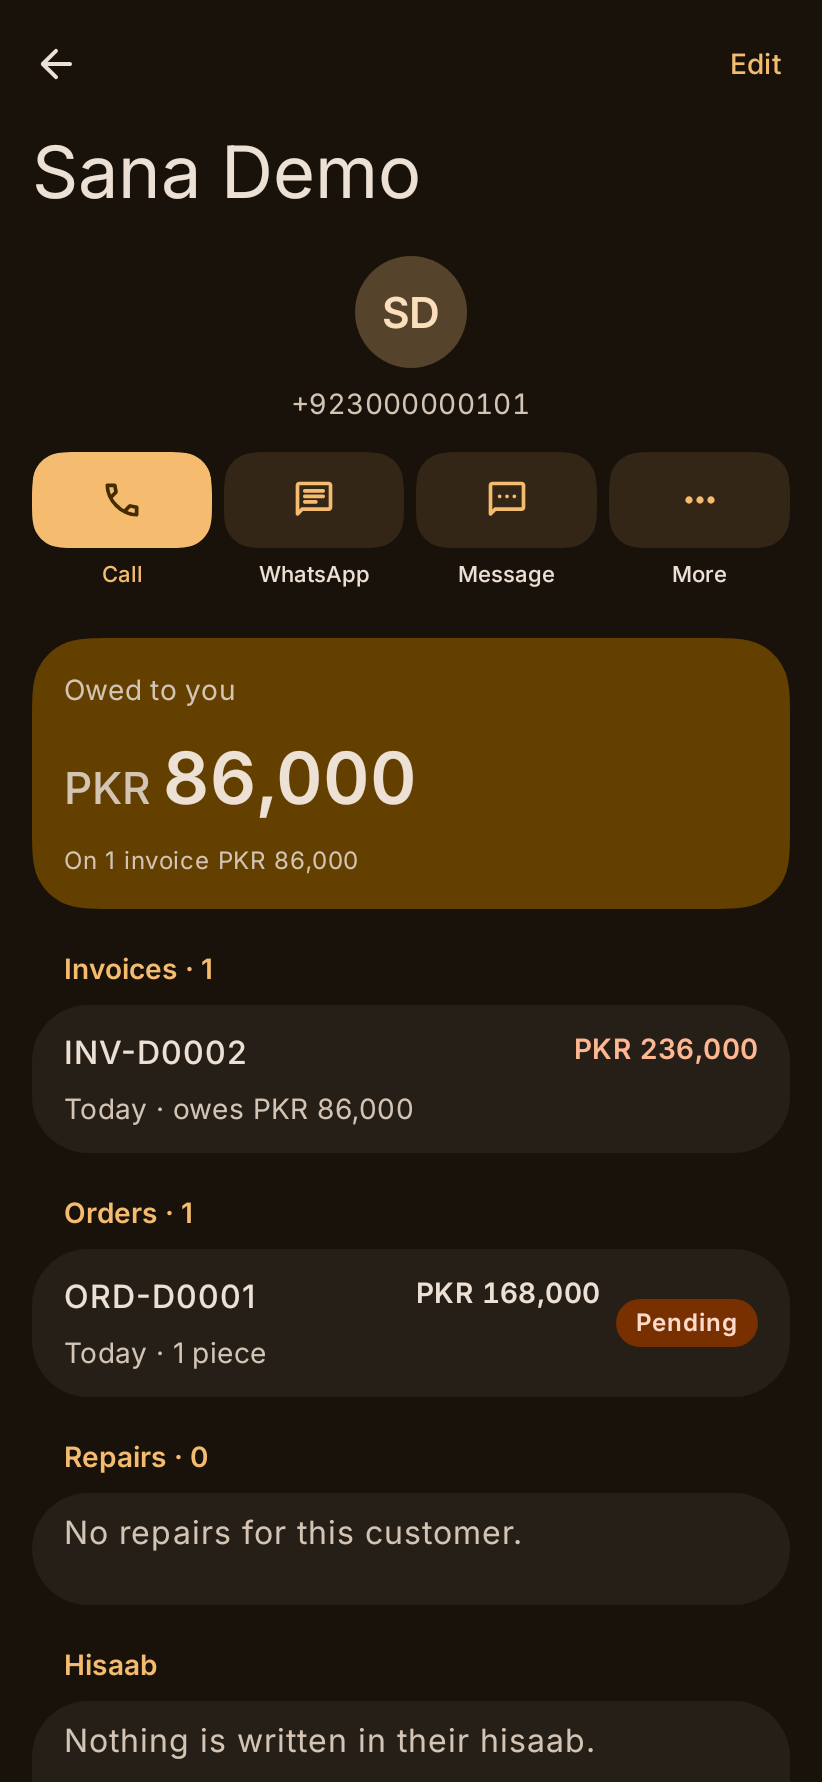 Edit
Sana Demo
SD
+923000000101
Call
WhatsApp
Message
More
Owed to you
PKR 86,000
On 1 invoice PKR 86,000
Invoices · 1
INV-D0002
PKR 236,000
Today · owes PKR 86,000
Orders · 1
ORD-D0001
PKR 168,000
Pending
Today · 1 piece
Repairs · 0
No repairs for this customer.
Hisaab
Nothing is written in their hisaab.